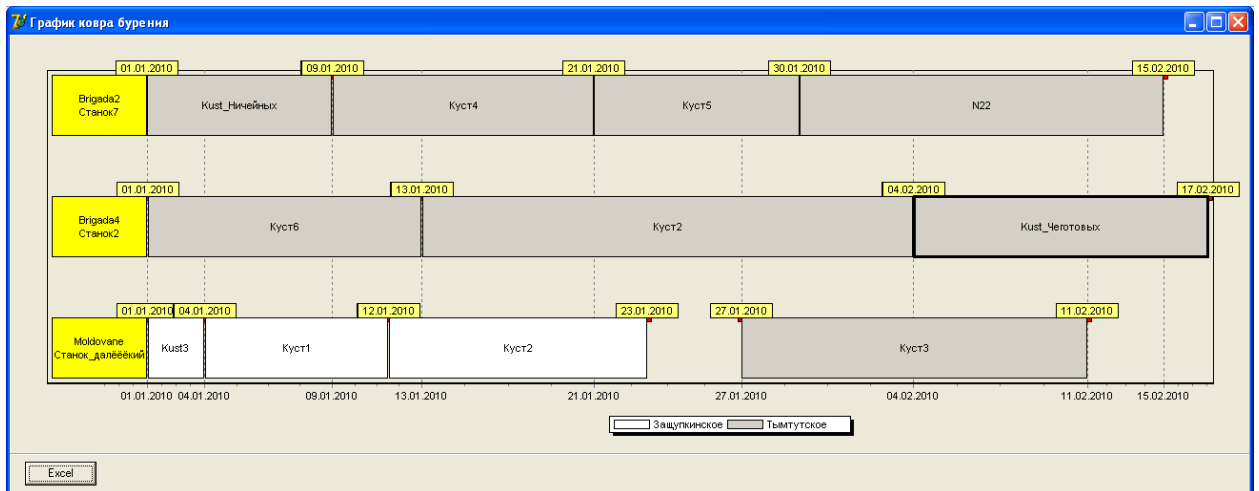 График ковра бурения
01.01.2010 09.01.2010 21.01.2010 30.01.2010 15.02.2010
Brigada2
Станок7
Kust_Ничейных
Куст4
Куст5
N22
01.01.2010 13.01.2010 04.02.2010 17.02.2010
Brigada4
Станок2
Куст6
Куст2
Kust_Чеготовых
01.01.2010 04.01.2010 12.01.2010 23.01.2010 27.01.2010 11.02.2010
Moldovane
Станок_далёёёкий
Kust3
Куст1
Куст2
Куст3
01.01.2010 04.01.2010 09.01.2010 13.01.2010 21.01.2010 27.01.2010 04.02.2010 11.02.2010 15.02.2010
Защупкинское Тымтутское
Excel